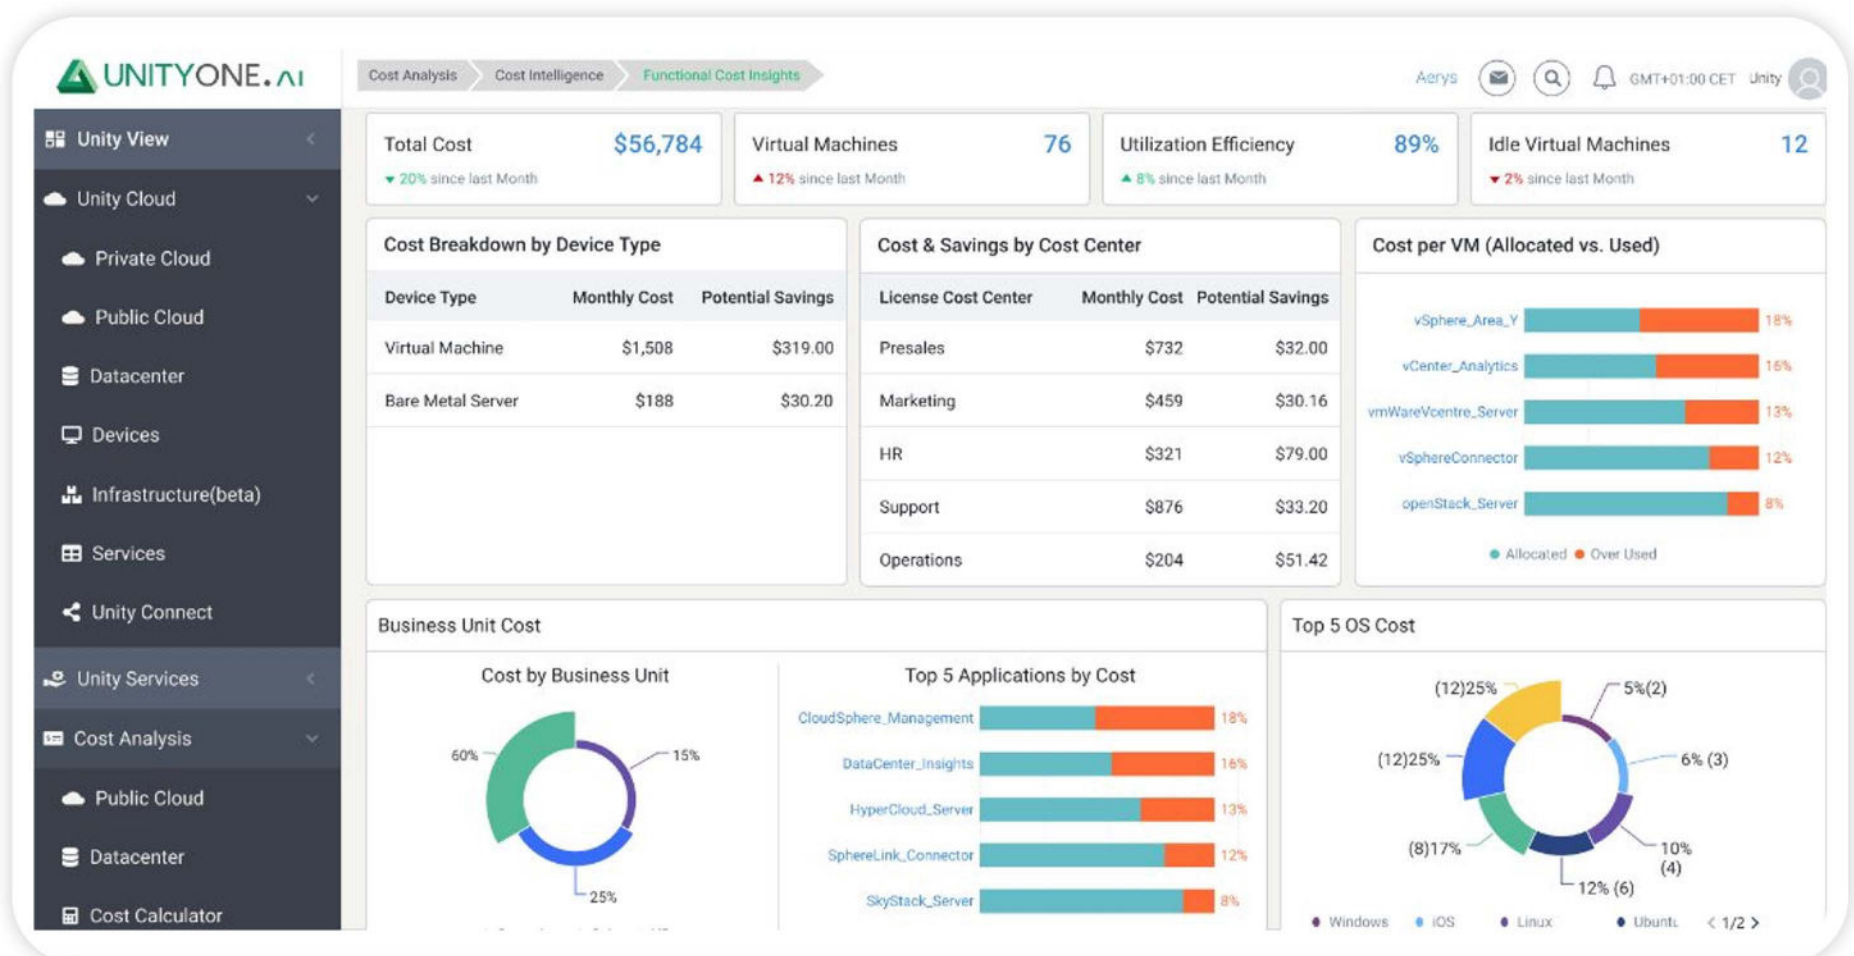 UNITYONE.AI
Cost Analysis Cost Intelligence Functional Cost Insights
Aerys GMT+01:00 CET Unity
Unity View
Unity Cloud
Private Cloud
Public Cloud
Datacenter
Devices
Infrastructure(beta)
Services
Unity Connect
Unity Services
Cost Analysis
Public Cloud
Datacenter
Cost Calculator
Total Cost $56,784
20% since last Month
Virtual Machines 76
12% since last Month
Utilization Efficiency 89%
8% since last Month
Idle Virtual Machines 12
2% since last Month
Cost Breakdown by Device Type
Device Type Monthly Cost Potential Savings
Virtual Machine $1,508 $319.00
Bare Metal Server $188 $30.20
Cost & Savings by Cost Center
License Cost Center Monthly Cost Potential Savings
Presales $732 $32.00
Marketing $459 $30.16
HR $321 $79.00
Support $876 $33.20
Operations $204 $51.42
Cost per VM (Allocated vs. Used)
vSphere_Area_Y 18%
vCenter_Analytics 16%
vmWareVcentre_Server 13%
vSphereConnector 12%
openStack_Server 8%
Allocated Over Used
Business Unit Cost
Cost by Business Unit
60% 15%
25%
Top 5 Applications by Cost
CloudSphere_Management 18%
DataCenter_Insights 16%
HyperCloud_Server 13%
SphereLink_Connector 12%
SkyStack_Server 8%
Top 5 OS Cost
(12)25% 5%(2)
(12)25% 6% (3)
(8)17% 10%
(4)
12% (6)
Windows iOS Linux Ubuntu < 1/2 >